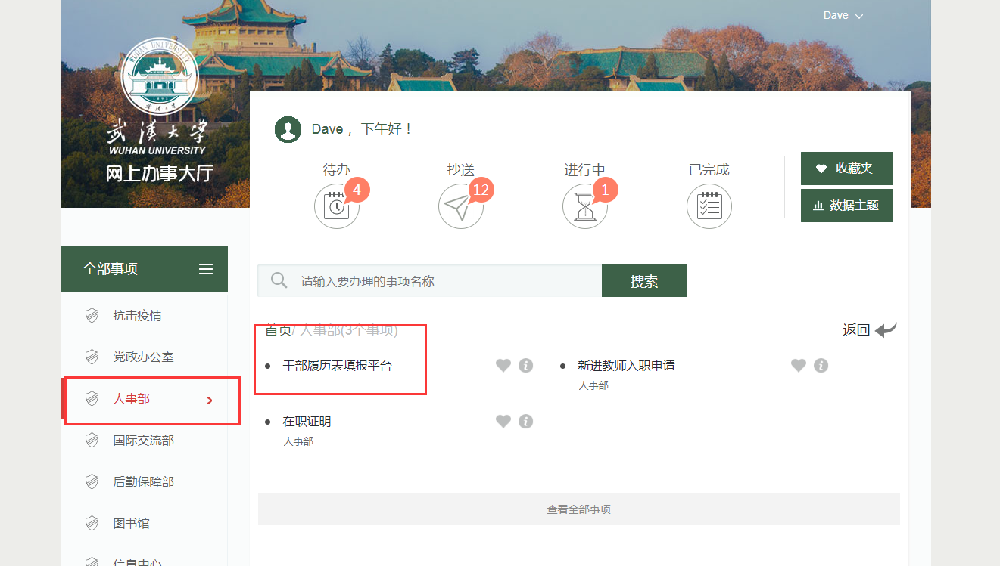 Dave
WUHAN UNIVERSITY
1893
武漢大学
WUHAN UNIVERSITY
网上办事大厅
Dave ，下午好！
待办
抄送
进行中
已完成
4
12
1
收藏夹
数据主题
全部事项
抗击疫情
党政办公室
人事部
国际交流部
后勤保障部
图书馆
信息中心
请输入要办理的事项名称
搜索
首页/ 人事部(3个事项)
返回
干部履历表填报平台
新进教师入职申请
人事部
在职证明
人事部
查看全部事项